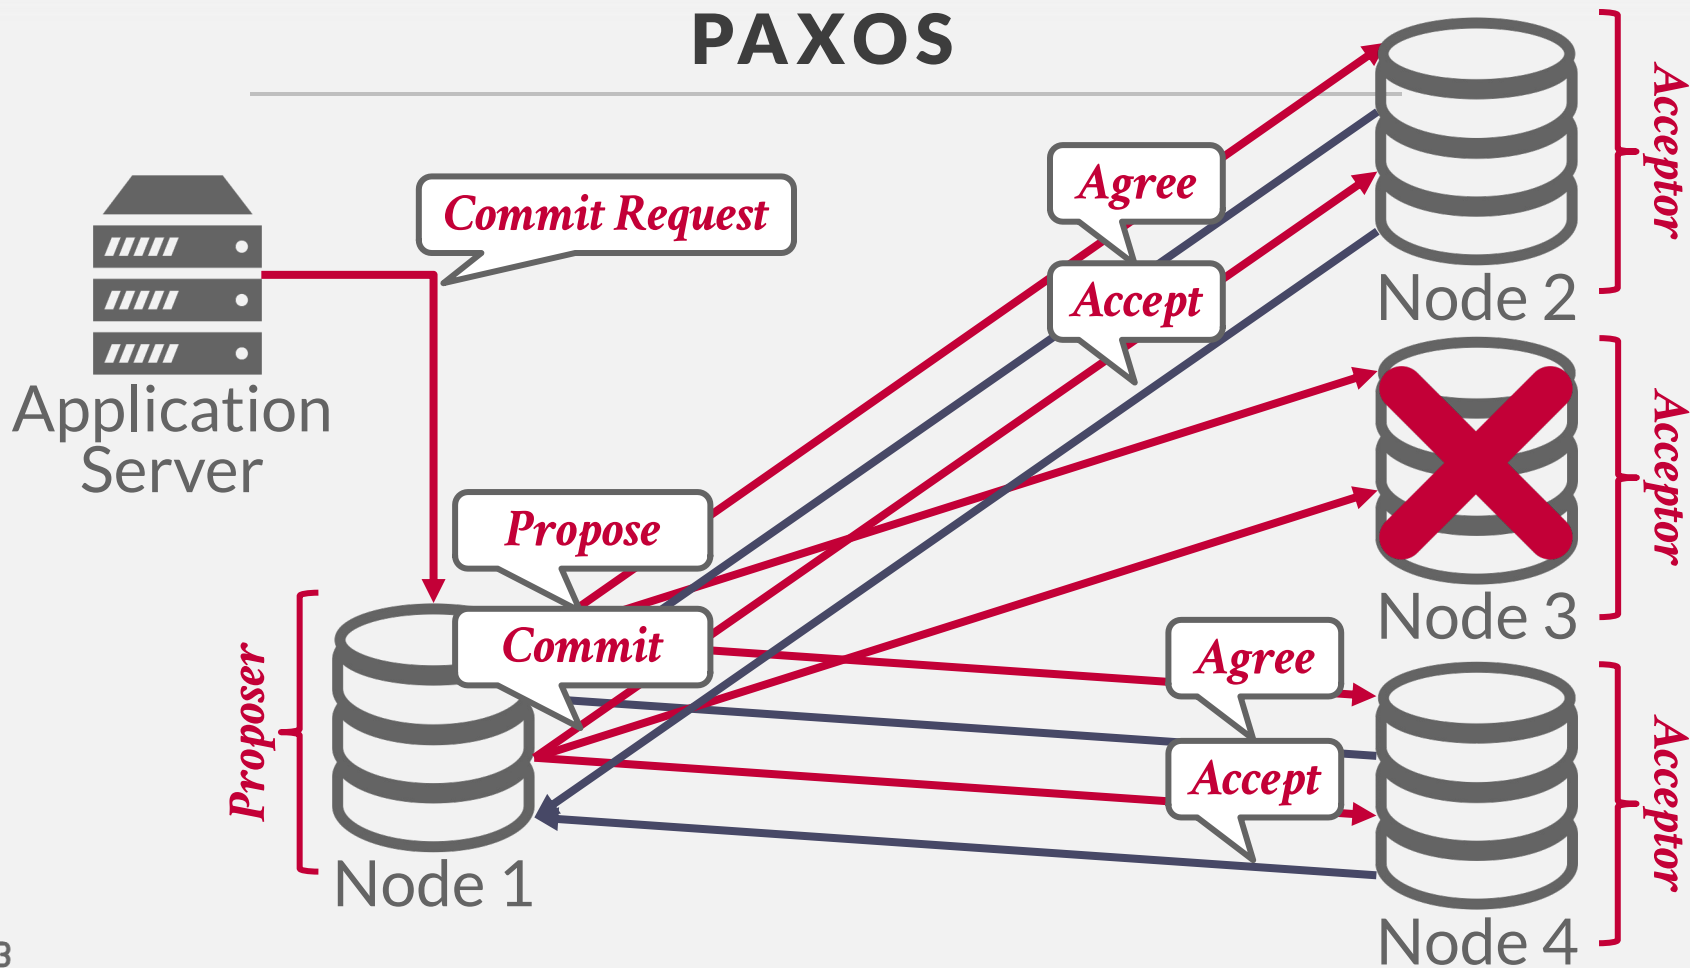 PAXOS
Commit Request
Application
Server
Propose
Commit
Proposer
Node 1
Agree
Accept
Node 2
Acceptor
Node 3
Acceptor
Agree
Accept
Node 4
Acceptor
3